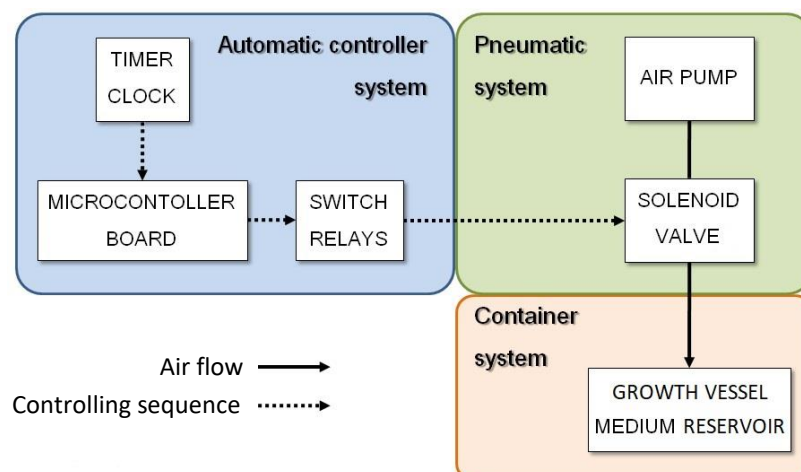 Automatic controller
system
TIMER
CLOCK
MICROCONTOLLER
BOARD
SWITCH
RELAYS
Pneumatic
system
AIR PUMP
SOLENOID
VALVE
Container
system
GROWTH VESSEL
MEDIUM RESERVOIR
Air flow
Controlling sequence